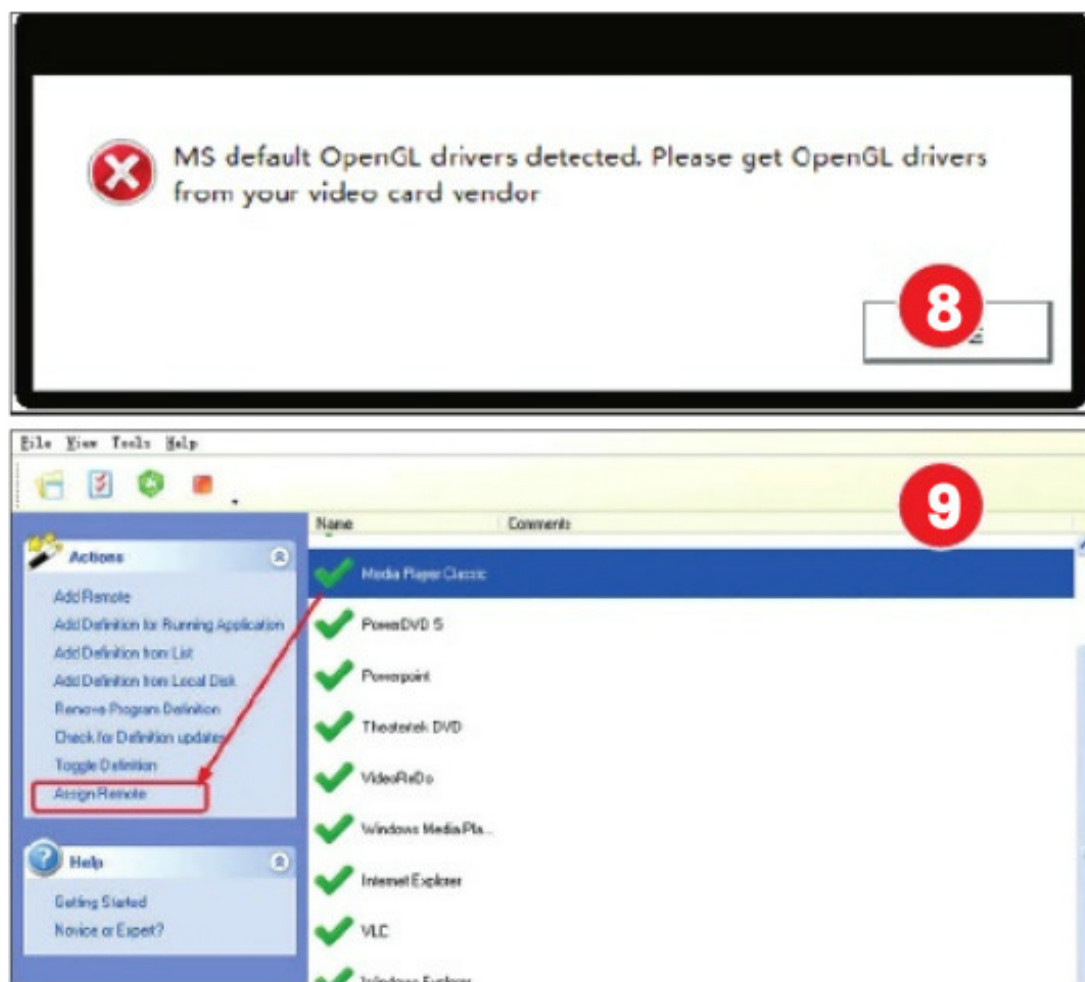 MS default OpenGL drivers detected. Please get OpenGL drivers
from your video card vendor
8
File View Tools Help
9
Name Comments
Actions
Media Player Classic
Add Remote
Add Definition for Running Application
PowerDVD 5
Add Definition from List
Add Definition from Local Disk
Powerpoint
Remove Program Definition
Check for Definition updates
Theatertek DVD
Toggle Definition
Assign Remote
VideoReDo
Windows Media Pla...
Help
Internet Explorer
Getting Started
Novice or Expert?
VLC
Windows Explorer